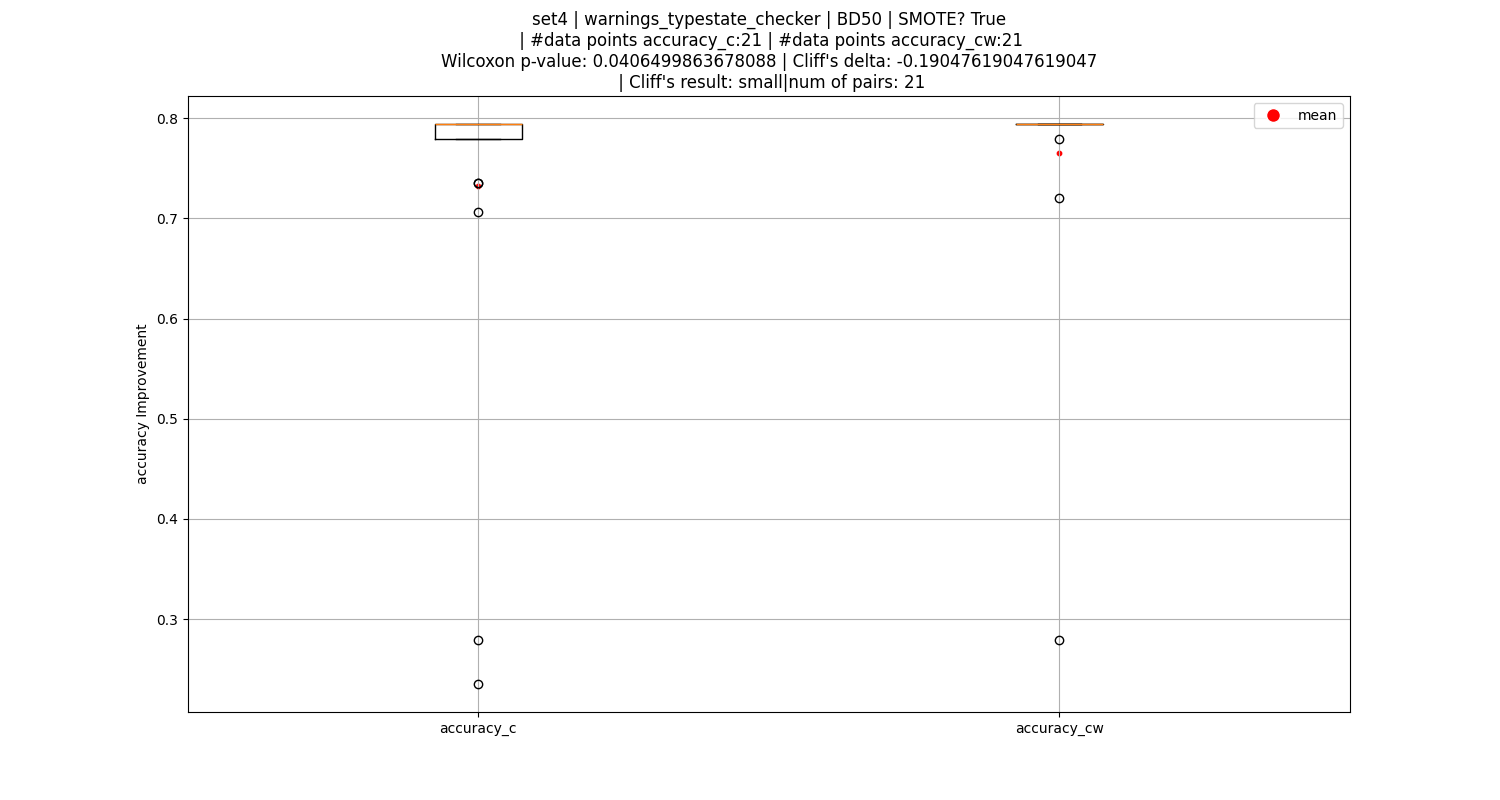 set4 | warnings_typestate_checker | BD50 | SMOTE? True
| #data points accuracy_c:21 | #data points accuracy_cw:21
Wilcoxon p-value: 0.0406499863678088 | Cliff's delta: -0.19047619047619047
| Cliff's result: small|num of pairs: 21
mean
0.8
0.7
0.6
0.5
0.4
0.3
accuracy Improvement
accuracy_c
accuracy_cw